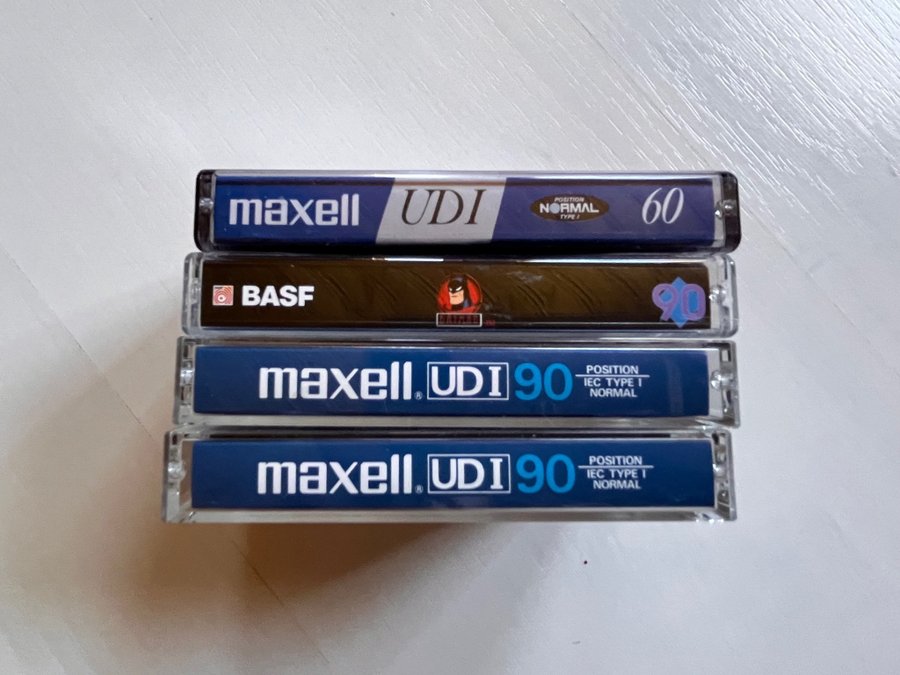 maxell UDI POSITION NORMAL TYPE I 60
BASF BATMAN 90
maxell® UDI 90 POSITION IEC TYPE I NORMAL
maxell® UDI 90 POSITION IEC TYPE I NORMAL